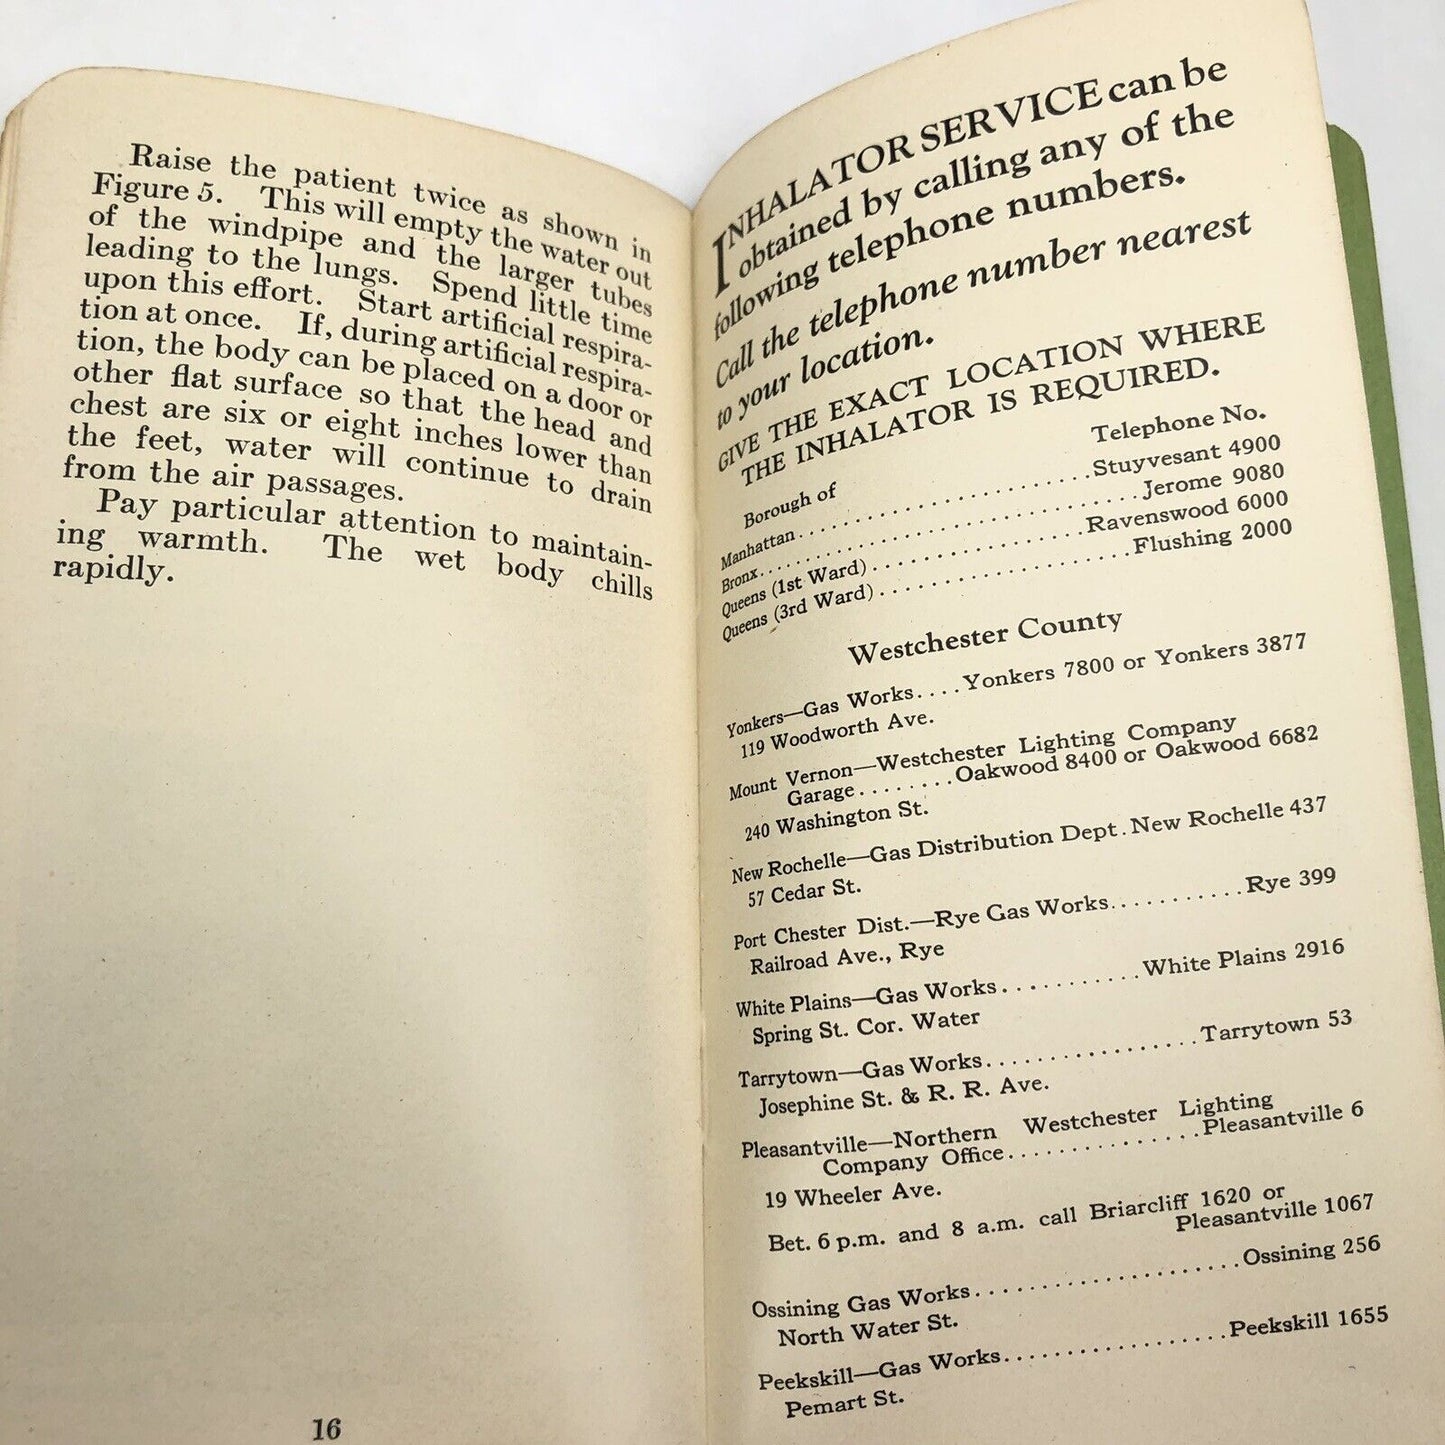 Raise the patient twice as shown in
Figure 5. This will empty the water out
of the windpipe and the larger tubes
leading to the lungs. Spend little time
upon this effort. Start artificial respira-
tion at once. If, during artificial respira-
tion, the body can be placed on a door or
other flat surface so that the head and
chest are six or eight inches lower than
the feet, water will continue to drain
from the air passages.
Pay particular attention to maintain-
ing warmth. The wet body chills
rapidly.
16
INHALATOR SERVICE can be
obtained by calling any of the
following telephone numbers.
Call the telephone number nearest
to your location.
GIVE THE EXACT LOCATION WHERE
THE INHALATOR IS REQUIRED.
Telephone No.
Borough of
Manhattan..........................Stuyvesant 4900
Bronx..............................Jerome 9080
Queens (1st Ward)..................Ravenswood 6000
Queens (3rd Ward)....................Flushing 2000
Westchester County
Yonkers—Gas Works....Yonkers 7800 or Yonkers 3877
119 Woodworth Ave.
Mount Vernon—Westchester Lighting Company
Garage........Oakwood 8400 or Oakwood 6682
240 Washington St.
New Rochelle—Gas Distribution Dept.New Rochelle 437
57 Cedar St.
Port Chester Dist.—Rye Gas Works...........Rye 399
Railroad Ave., Rye
White Plains—Gas Works...........White Plains 2916
Spring St. Cor. Water
Tarrytown—Gas Works.................Tarrytown 53
Josephine St. & R. R. Ave.
Pleasantville—Northern Westchester Lighting
Company Office...............Pleasantville 6
19 Wheeler Ave.
Bet. 6 p.m. and 8 a.m. call Briarcliff 1620 or
Pleasantville 1067
Ossining Gas Works.....................Ossining 256
North Water St.
Peekskill—Gas Works.................Peekskill 1655
Pemart St.